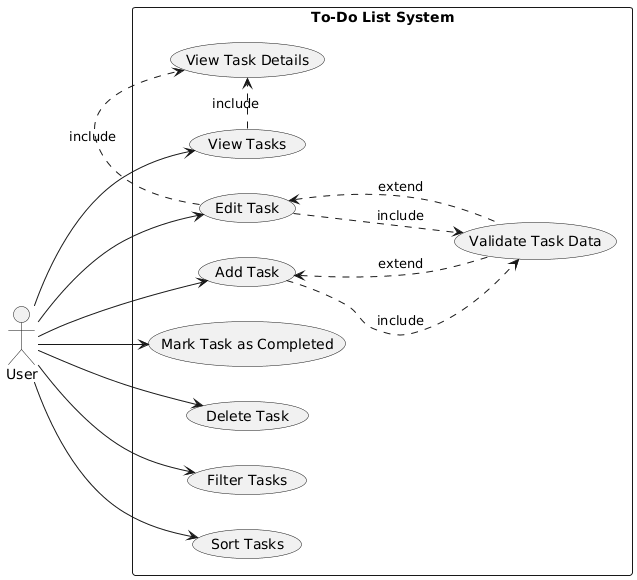 To-Do List System
View Task Details
include
include
View Tasks
extend
Edit Task
include
Validate Task Data
extend
Add Task
include
Mark Task as Completed
User
Delete Task
Filter Tasks
Sort Tasks